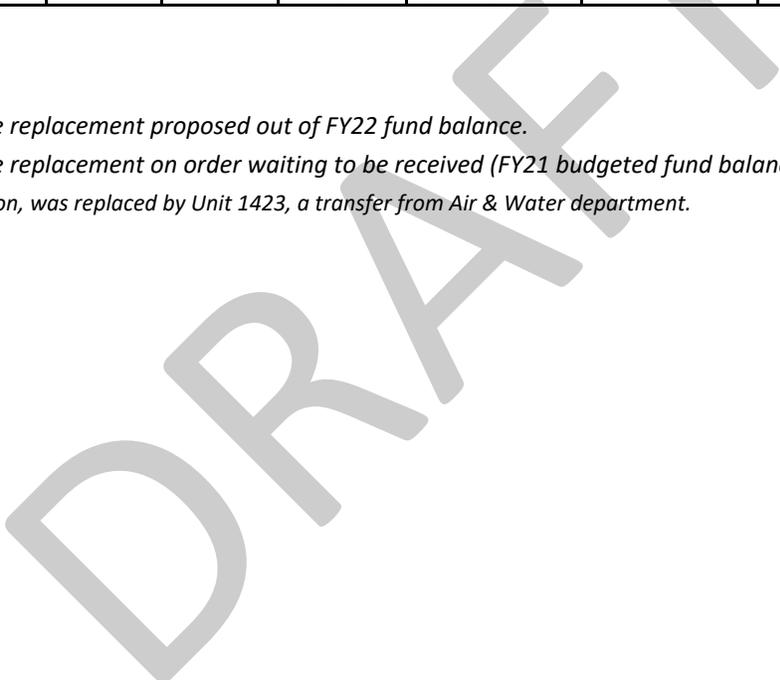 e replacement proposed out of FY22 fund balance.
e replacement on order waiting to be received (FY21 budgeted fund balanc
on, was replaced by Unit 1423, a transfer from Air & Water department.
DRAFT